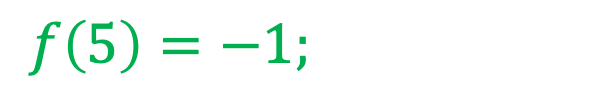 f(5) = −1;